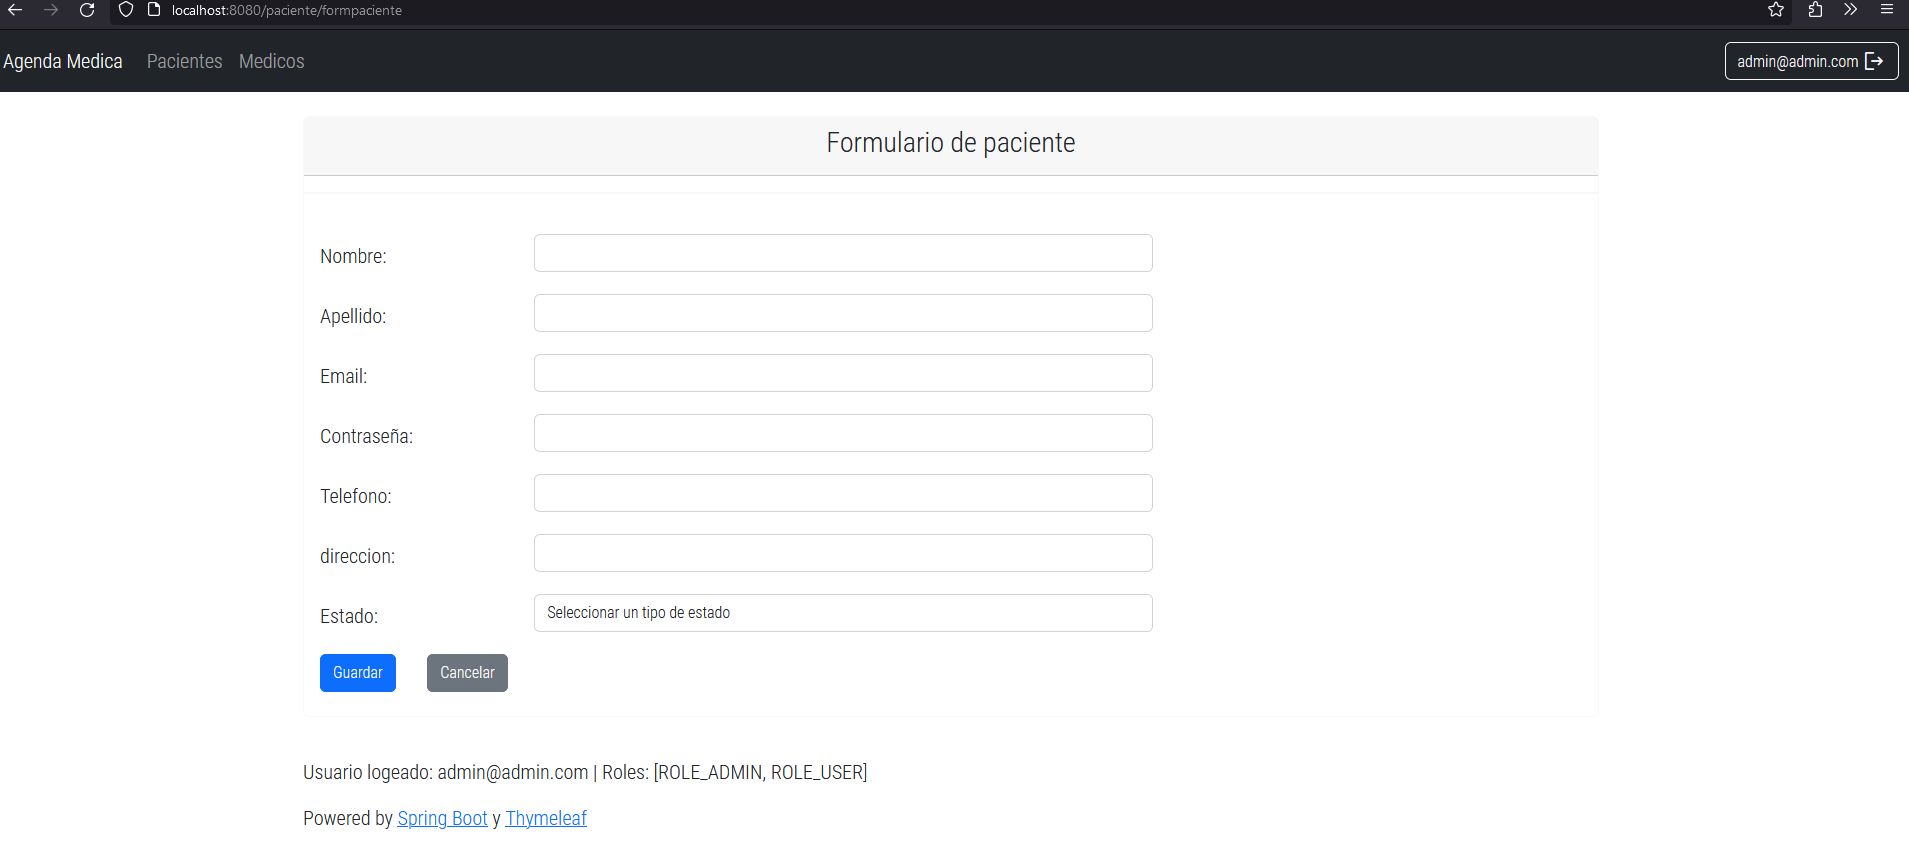 localhost:8080/paciente/formpaciente
Agenda Medica Pacientes Medicos admin@admin.com
Formulario de paciente
Nombre:
Apellido:
Email:
Contraseña:
Telefono:
direccion:
Estado: Seleccionar un tipo de estado
Guardar Cancelar
Usuario logeado: admin@admin.com | Roles: [ROLE_ADMIN, ROLE_USER]
Powered by Spring Boot y Thymeleaf